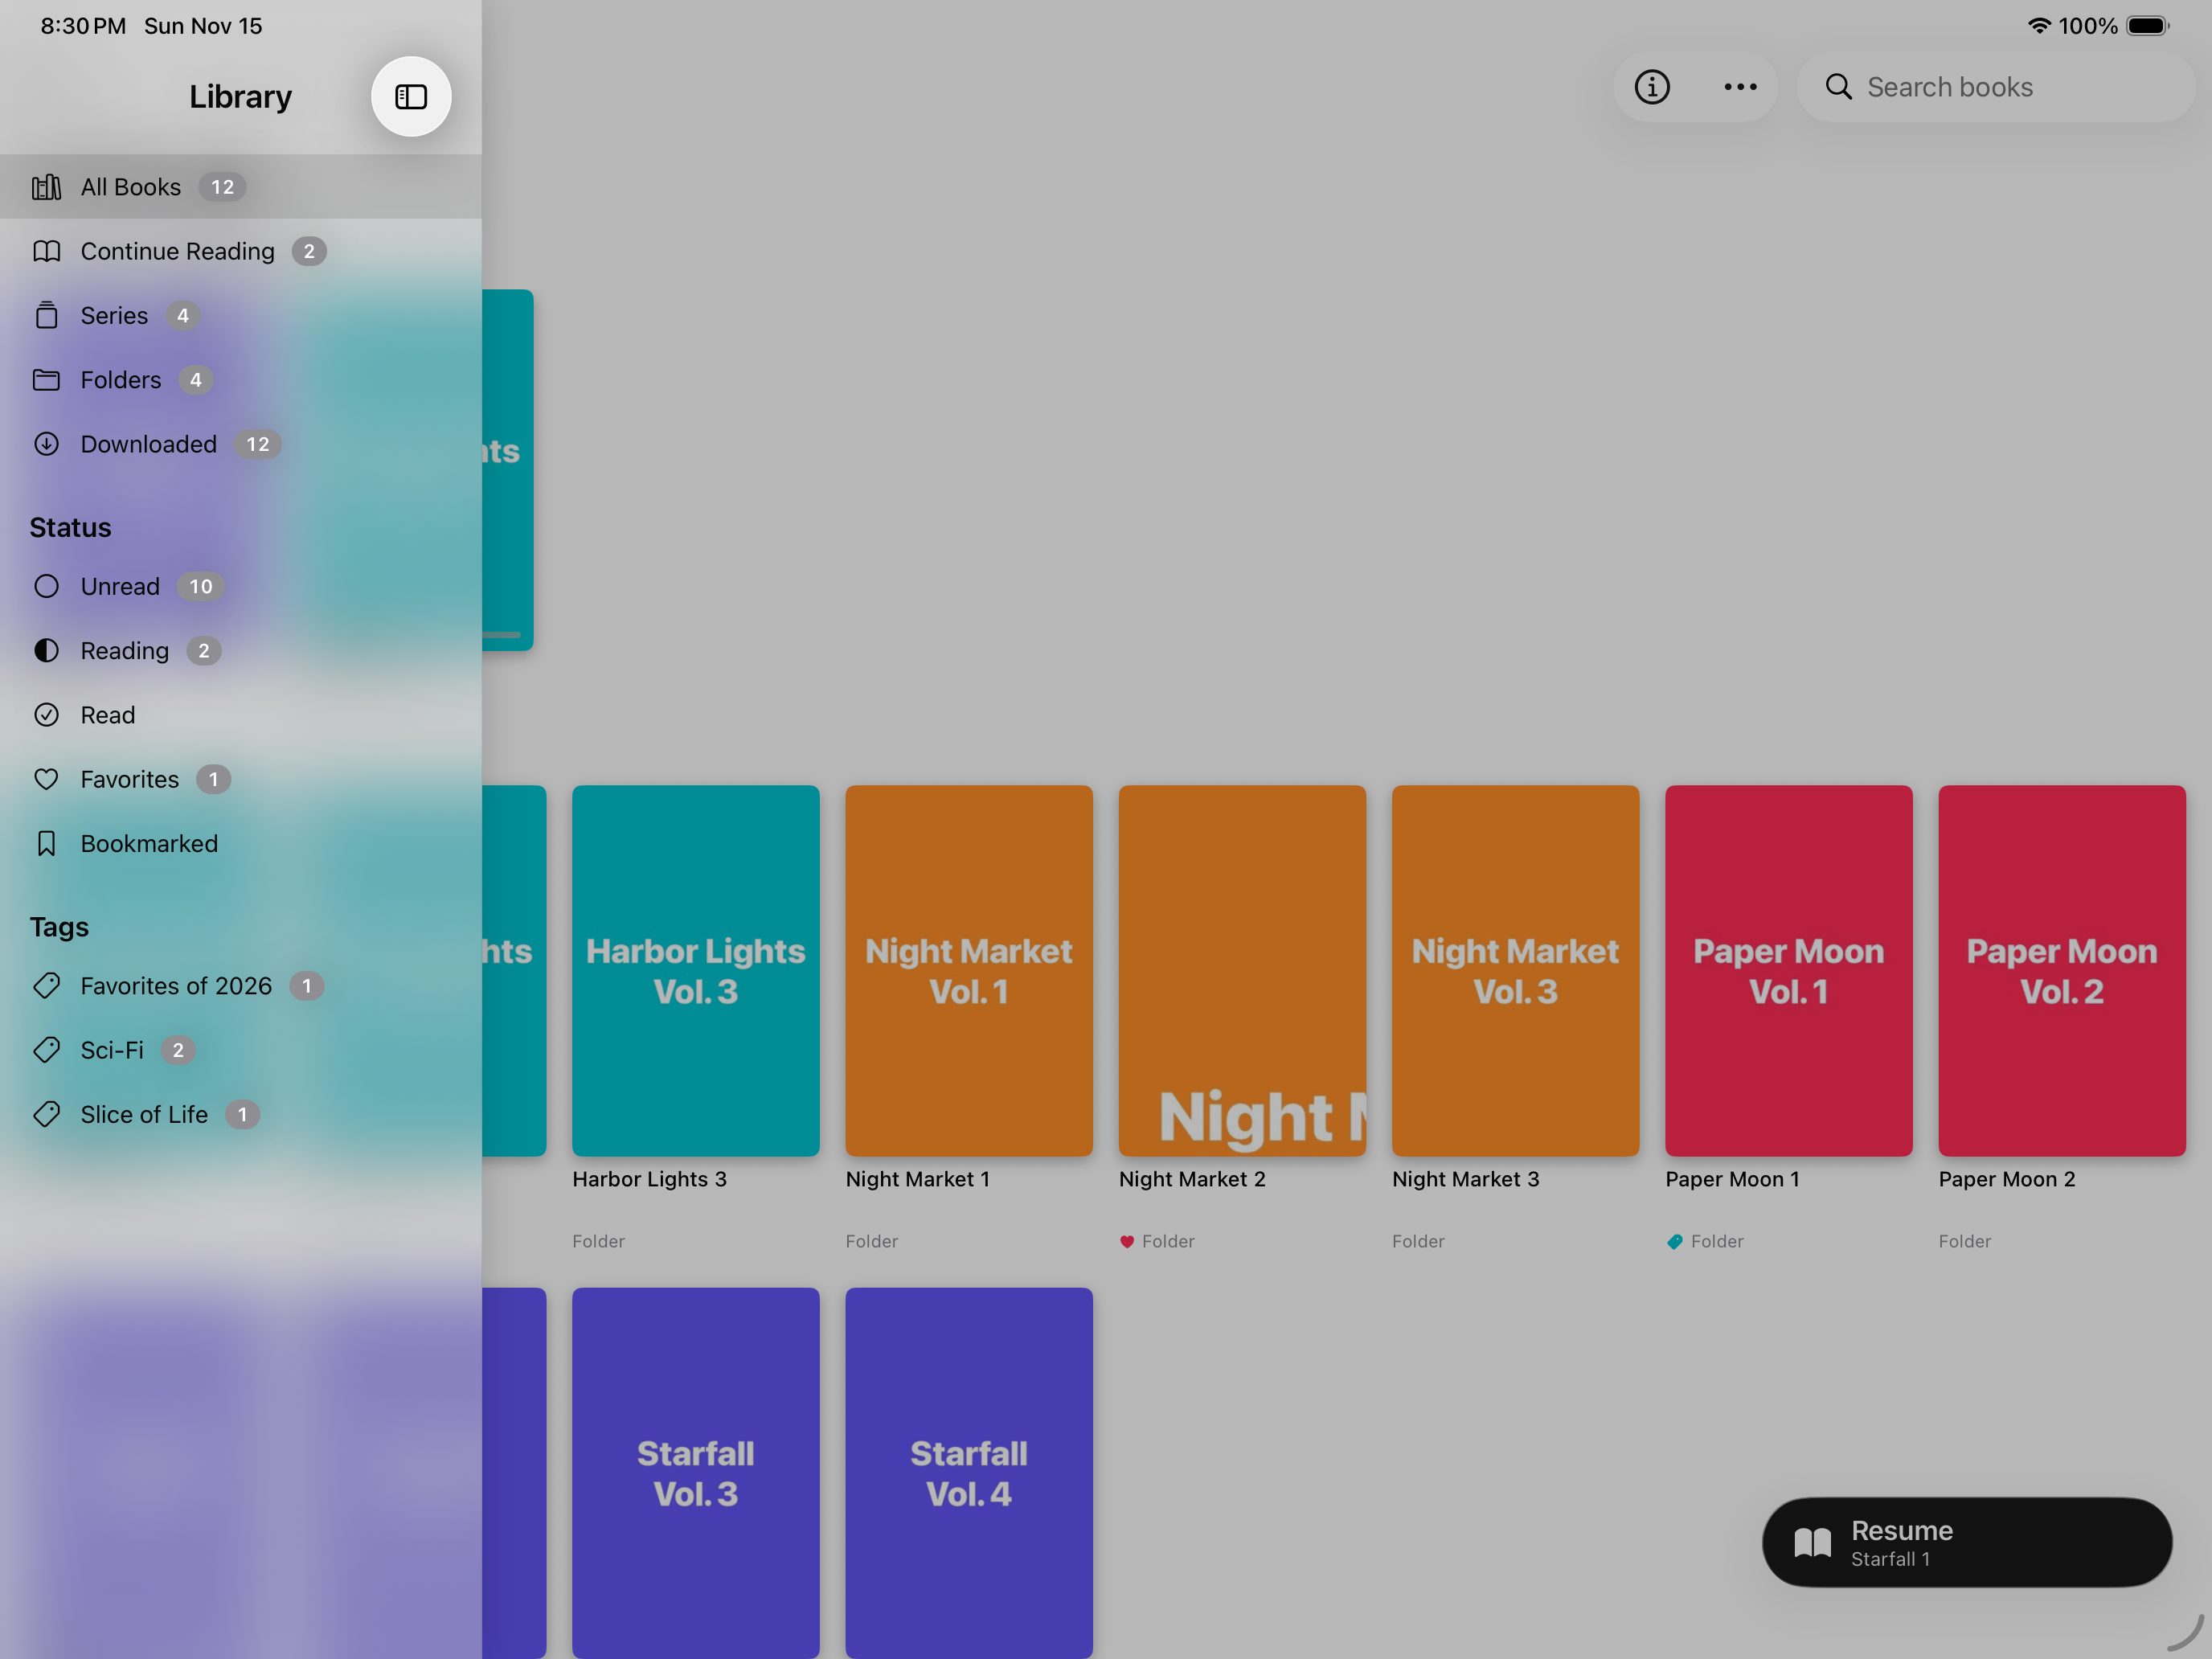 8:30 PM Sun Nov 15
100%
Library
Search books
All Books 12
Continue Reading 2
Series 4
Folders 4
Downloaded 12
Status
Unread 10
Reading 2
Read
Favorites 1
Bookmarked
Tags
Favorites of 2026 1
Sci-Fi 2
Slice of Life 1
hts
Harbor Lights
Vol. 3
Night Market
Vol. 1
Night
Night Market
Vol. 3
Paper Moon
Vol. 1
Paper Moon
Vol. 2
Harbor Lights 3
Night Market 1
Night Market 2
Night Market 3
Paper Moon 1
Paper Moon 2
Folder
Folder
Folder
Folder
Folder
Folder
Starfall
Vol. 3
Starfall
Vol. 4
Resume
Starfall 1